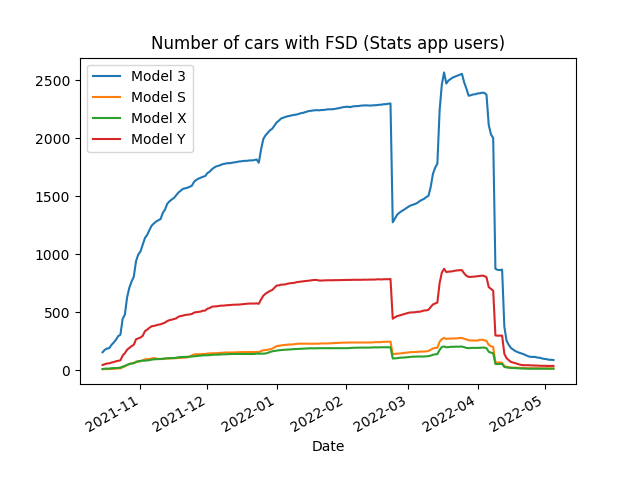 Number of cars with FSD (Stats app users)
Model 3
Model S
Model X
Model Y
2500
2000
1500
1000
500
0
2021-11
2021-12
2022-01
2022-02
2022-03
2022-04
2022-05
Date